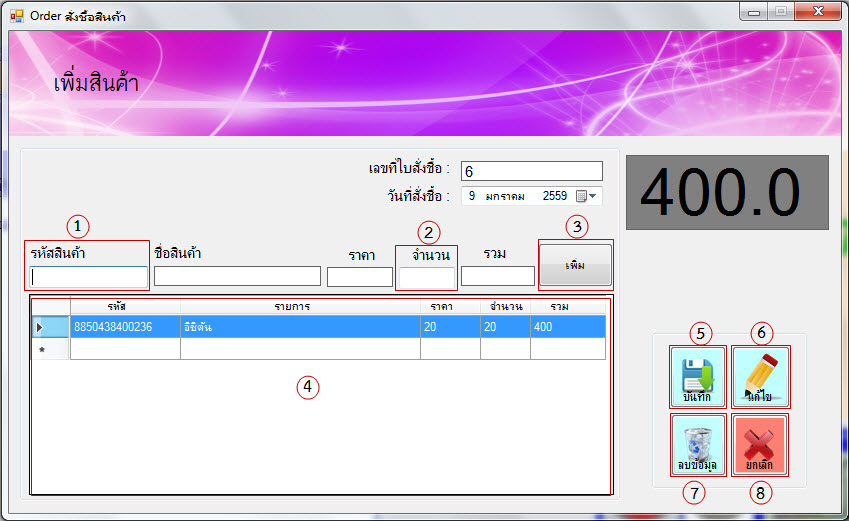 Order สั่งชื้อสินค้า
เพิ่มสินค้า
เลขที่ใบสั่งชื้อ : 6
400.0
วันที่สั่งชื้อ : 9 มกราคม 2559
1 2 3
รหัสสินค้า ชื่อสินค้า ราคา จำนวน รวม เพิ่ม
รหัส รายการ ราคา จำนวน รวม
8850438400236 อิชิตัน 20 20 400
*
4
5 6
บันทึก แก้ไข
ลบข้อมูล ยกเลิก
7 8